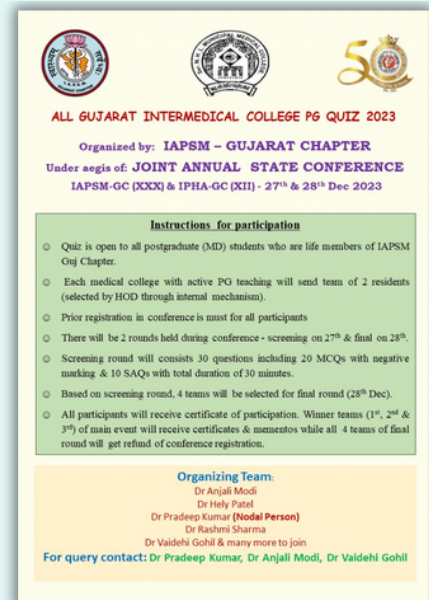 ALL GUJARAT INTERMEDICAL COLLEGE PG QUIZ 2023
Organized by: IAPSM – GUJARAT CHAPTER
Under aegis of: JOINT ANNUAL STATE CONFERENCE
IAPSM-GC (XXX) & IPHA-GC (XII) - 27th & 28th Dec 2023
Instructions for participation
☺ Quiz is open to all postgraduate (MD) students who are life members of IAPSM
Guj Chapter.
☺ Each medical college with active PG teaching will send team of 2 residents
(selected by HOD through internal mechanism).
☺ Prior registration in conference is must for all participants
☺ There will be 2 rounds held during conference - screening on 27th & final on 28th.
☺ Screening round will consists 30 questions including 20 MCQs with negative
marking & 10 SAQs with total duration of 30 minutes.
☺ Based on screening round, 4 teams will be selected for final round (28th Dec).
☺ All participants will receive certificate of participation. Winner teams (1st, 2nd &
3rd) of main event will receive certificates & mementos while all 4 teams of final
round will get refund of conference registration.
Organizing Team:
Dr Anjali Modi
Dr Hely Patel
Dr Pradeep Kumar (Nodal Person)
Dr Rashmi Sharma
Dr Vaidehi Gohil & many more to join
For query contact: Dr Pradeep Kumar, Dr Anjali Modi, Dr Vaidehi Gohil